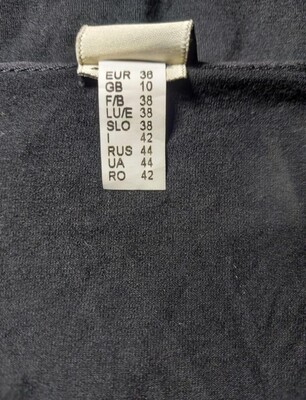 EUR 36
GB 10
F/B 38
LU/E 38
SLO 38
I 42
RUS 44
UA 44
RO 42